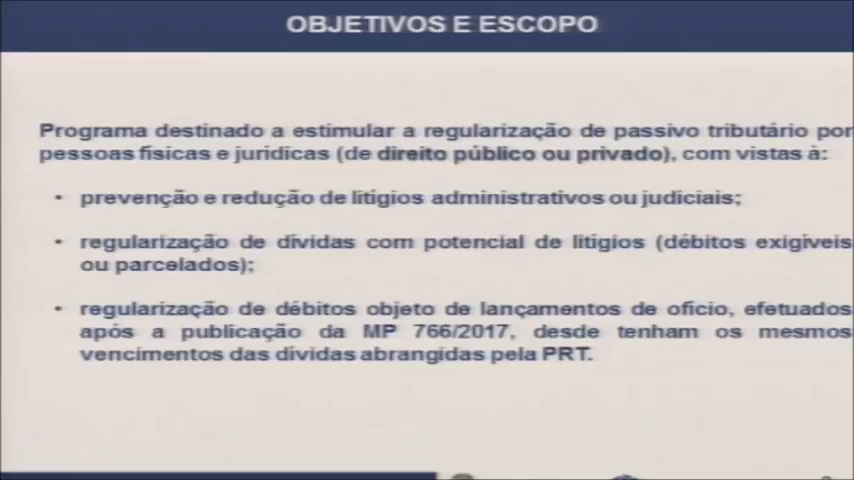 OBJETIVOS E ESCOPO
Programa destinado a estimular a regularização de passivo tributário por
pessoas físicas e jurídicas (de direito público ou privado), com vistas à:
• prevenção e redução de litígios administrativos ou judiciais;
• regularização de dívidas com potencial de litígios (débitos exigíveis
ou parcelados);
• regularização de débitos objeto de lançamentos de ofício, efetuados
após a publicação da MP 766/2017, desde tenham os mesmos
vencimentos das dívidas abrangidas pela PRT.